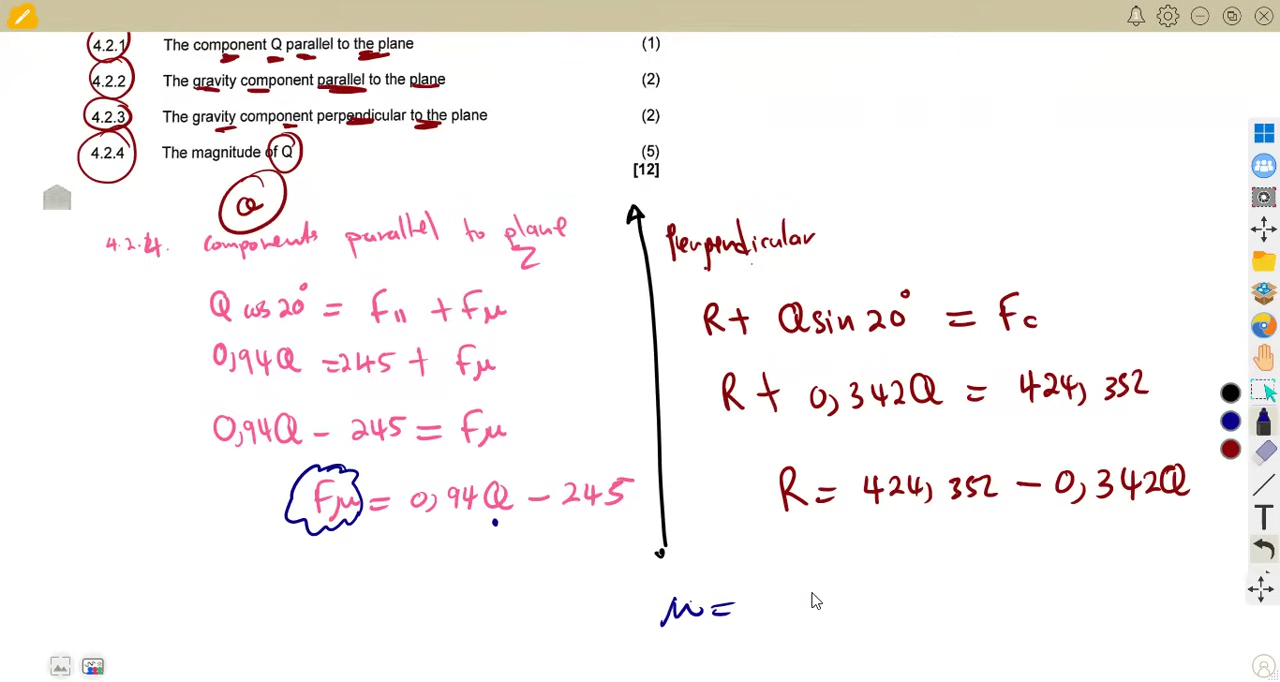 4.2.1 The component Q parallel to the plane (1)
4.2.2 The gravity component parallel to the plane (2)
4.2.3 The gravity component perpendicular to the plane (2)
4.2.4 The magnitude of Q (5)
[12]
Q
4.2.4. components parallel to plane
Q cos 20° = F11 + Fμ
0,94Q = 245 + Fμ
0,94Q - 245 = Fμ
Fμ = 0,94Q - 245
Perpendicular
R + Q sin 20° = Fc
R + 0,342Q = 424,352
R = 424,352 - 0,342Q
μ =
T